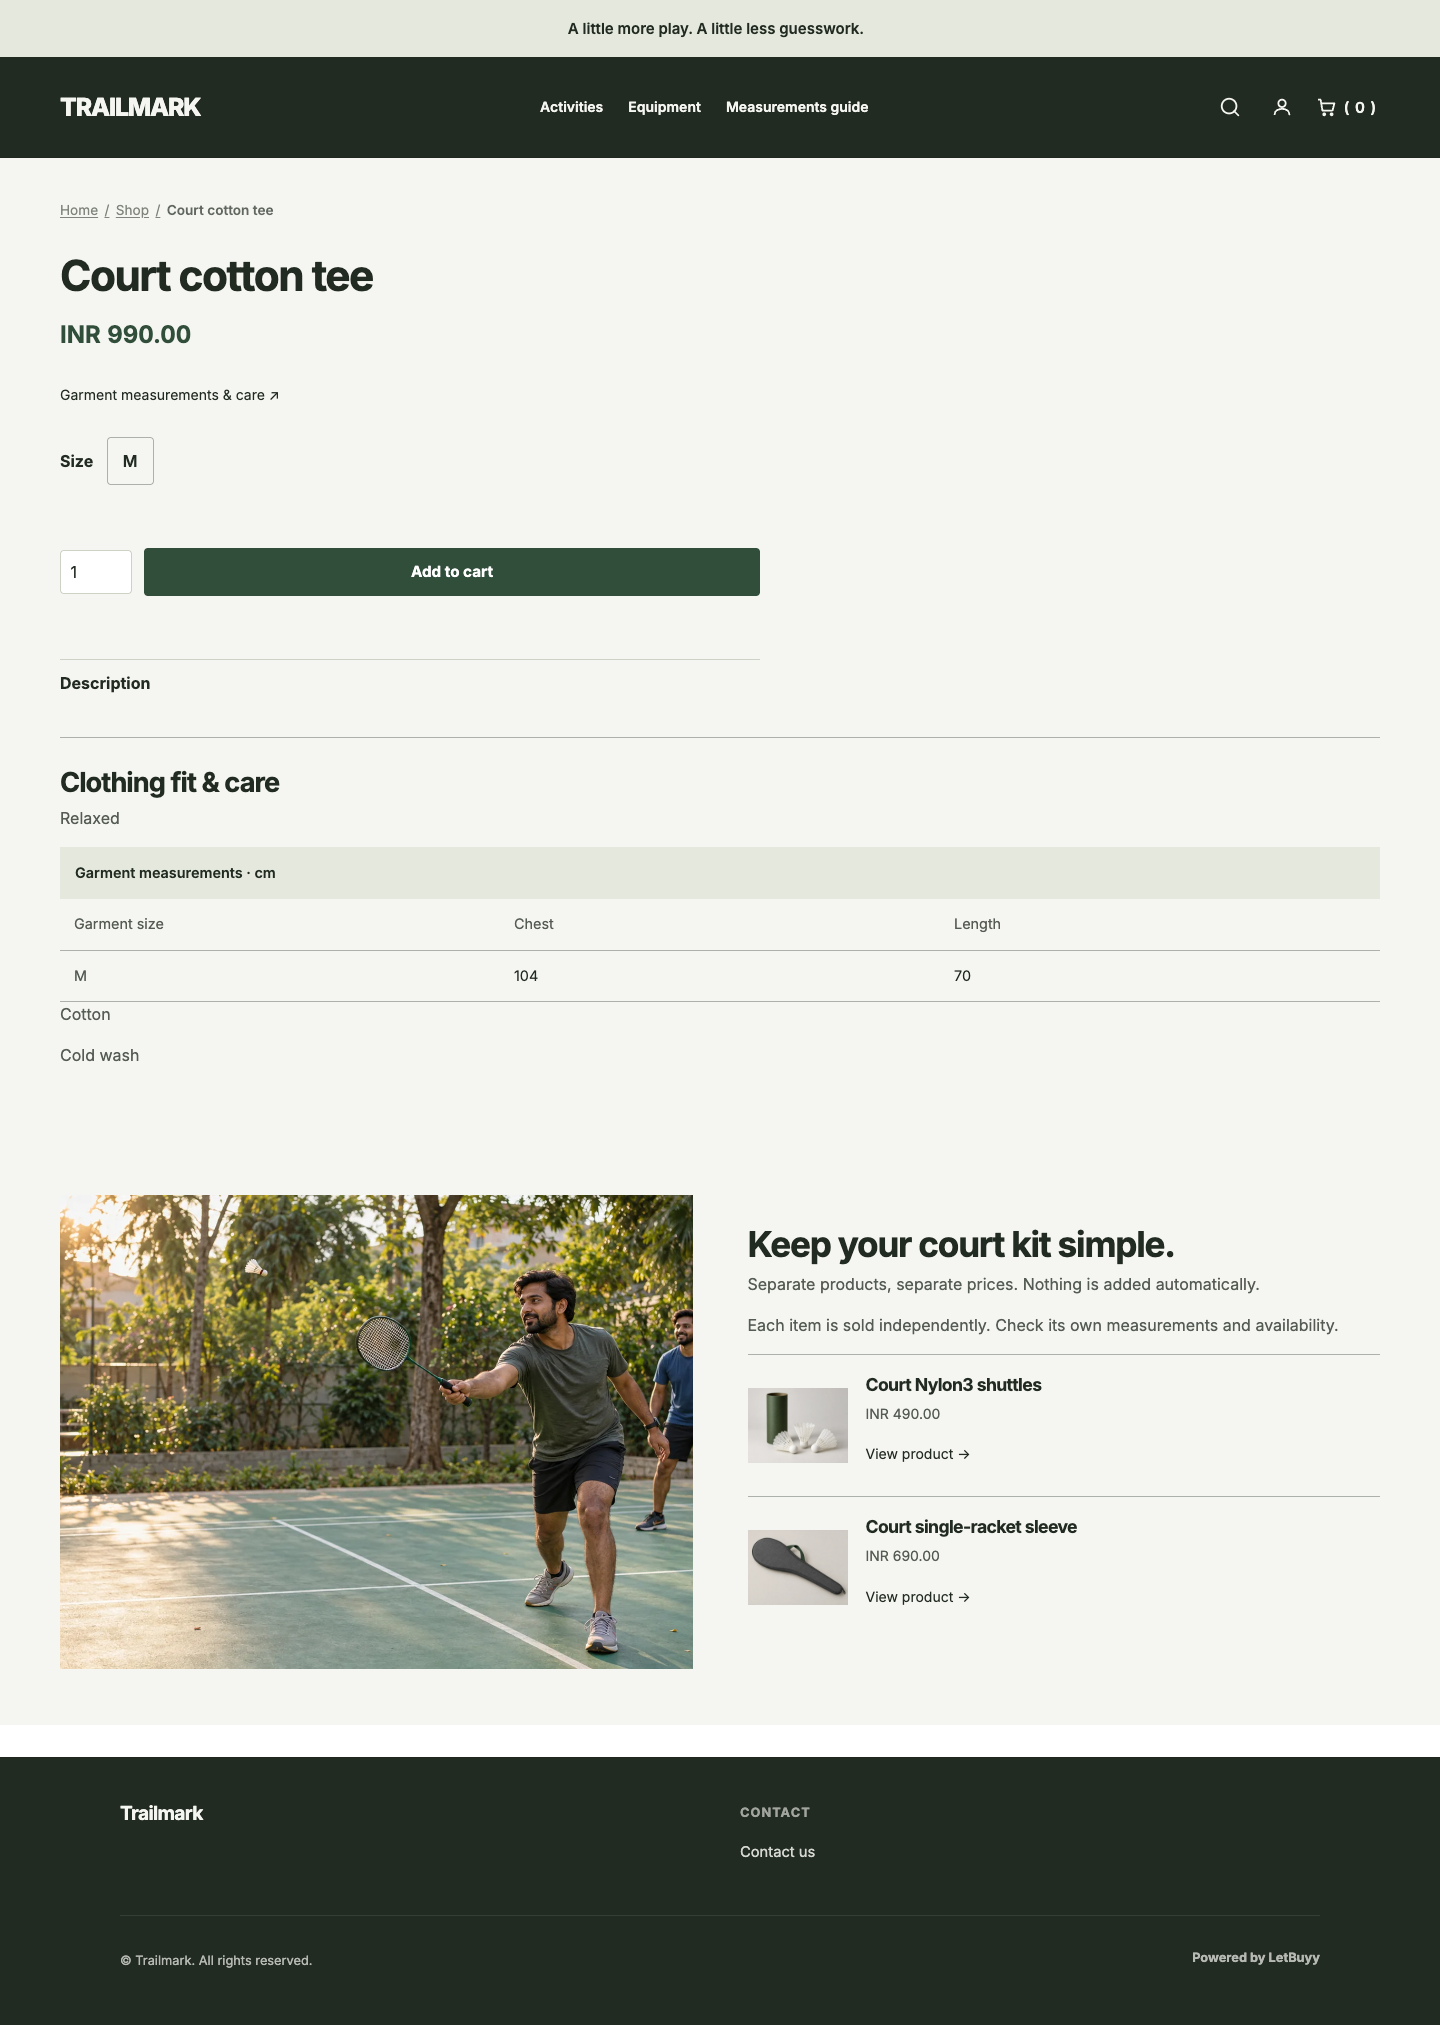 A little more play. A little less guesswork.
TRAILMARK
Activities
Equipment
Measurements guide
( 0 )
Home / Shop / Court cotton tee
Court cotton tee
INR 990.00
Garment measurements & care ↗
Size M
1
Add to cart
Description
Clothing fit & care
Relaxed
Garment measurements · cm
Garment size Chest Length
M 104 70
Cotton
Cold wash
Keep your court kit simple.
Separate products, separate prices. Nothing is added automatically.
Each item is sold independently. Check its own measurements and availability.
Court Nylon3 shuttles
INR 490.00
View product →
Court single-racket sleeve
INR 690.00
View product →
Trailmark
CONTACT
Contact us
© Trailmark. All rights reserved.
Powered by LetBuyy